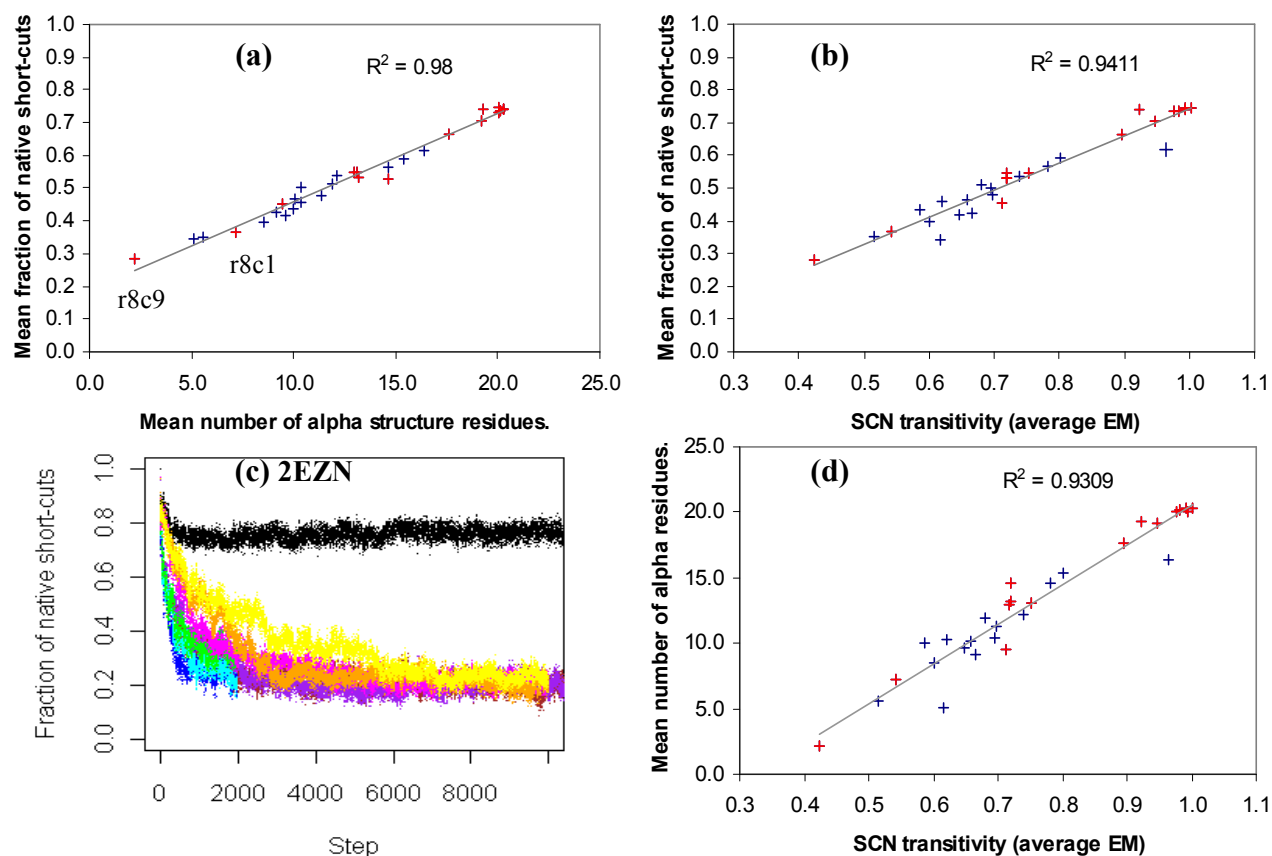 Mean fraction of native short-cuts
1.0
0.9
0.8
0.7
0.6
0.5
0.4
0.3
0.2
0.1
0.0
(a)
R² = 0.98
r8c1
r8c9
0.0 5.0 10.0 15.0 20.0 25.0
Mean number of alpha structure residues.
Mean fraction of native short-cuts
1.0
0.9
0.8
0.7
0.6
0.5
0.4
0.3
0.2
0.1
0.0
(b)
R² = 0.9411
0.3 0.4 0.5 0.6 0.7 0.8 0.9 1.0 1.1
SCN transitivity (average EM)
Fraction of native short-cuts
1.0
0.8
0.6
0.4
0.2
0.0
(c) 2EZN
0 2000 4000 6000 8000
Step
Mean number of alpha residues.
25.0
20.0
15.0
10.0
5.0
0.0
(d)
R² = 0.9309
0.3 0.4 0.5 0.6 0.7 0.8 0.9 1.0 1.1
SCN transitivity (average EM)